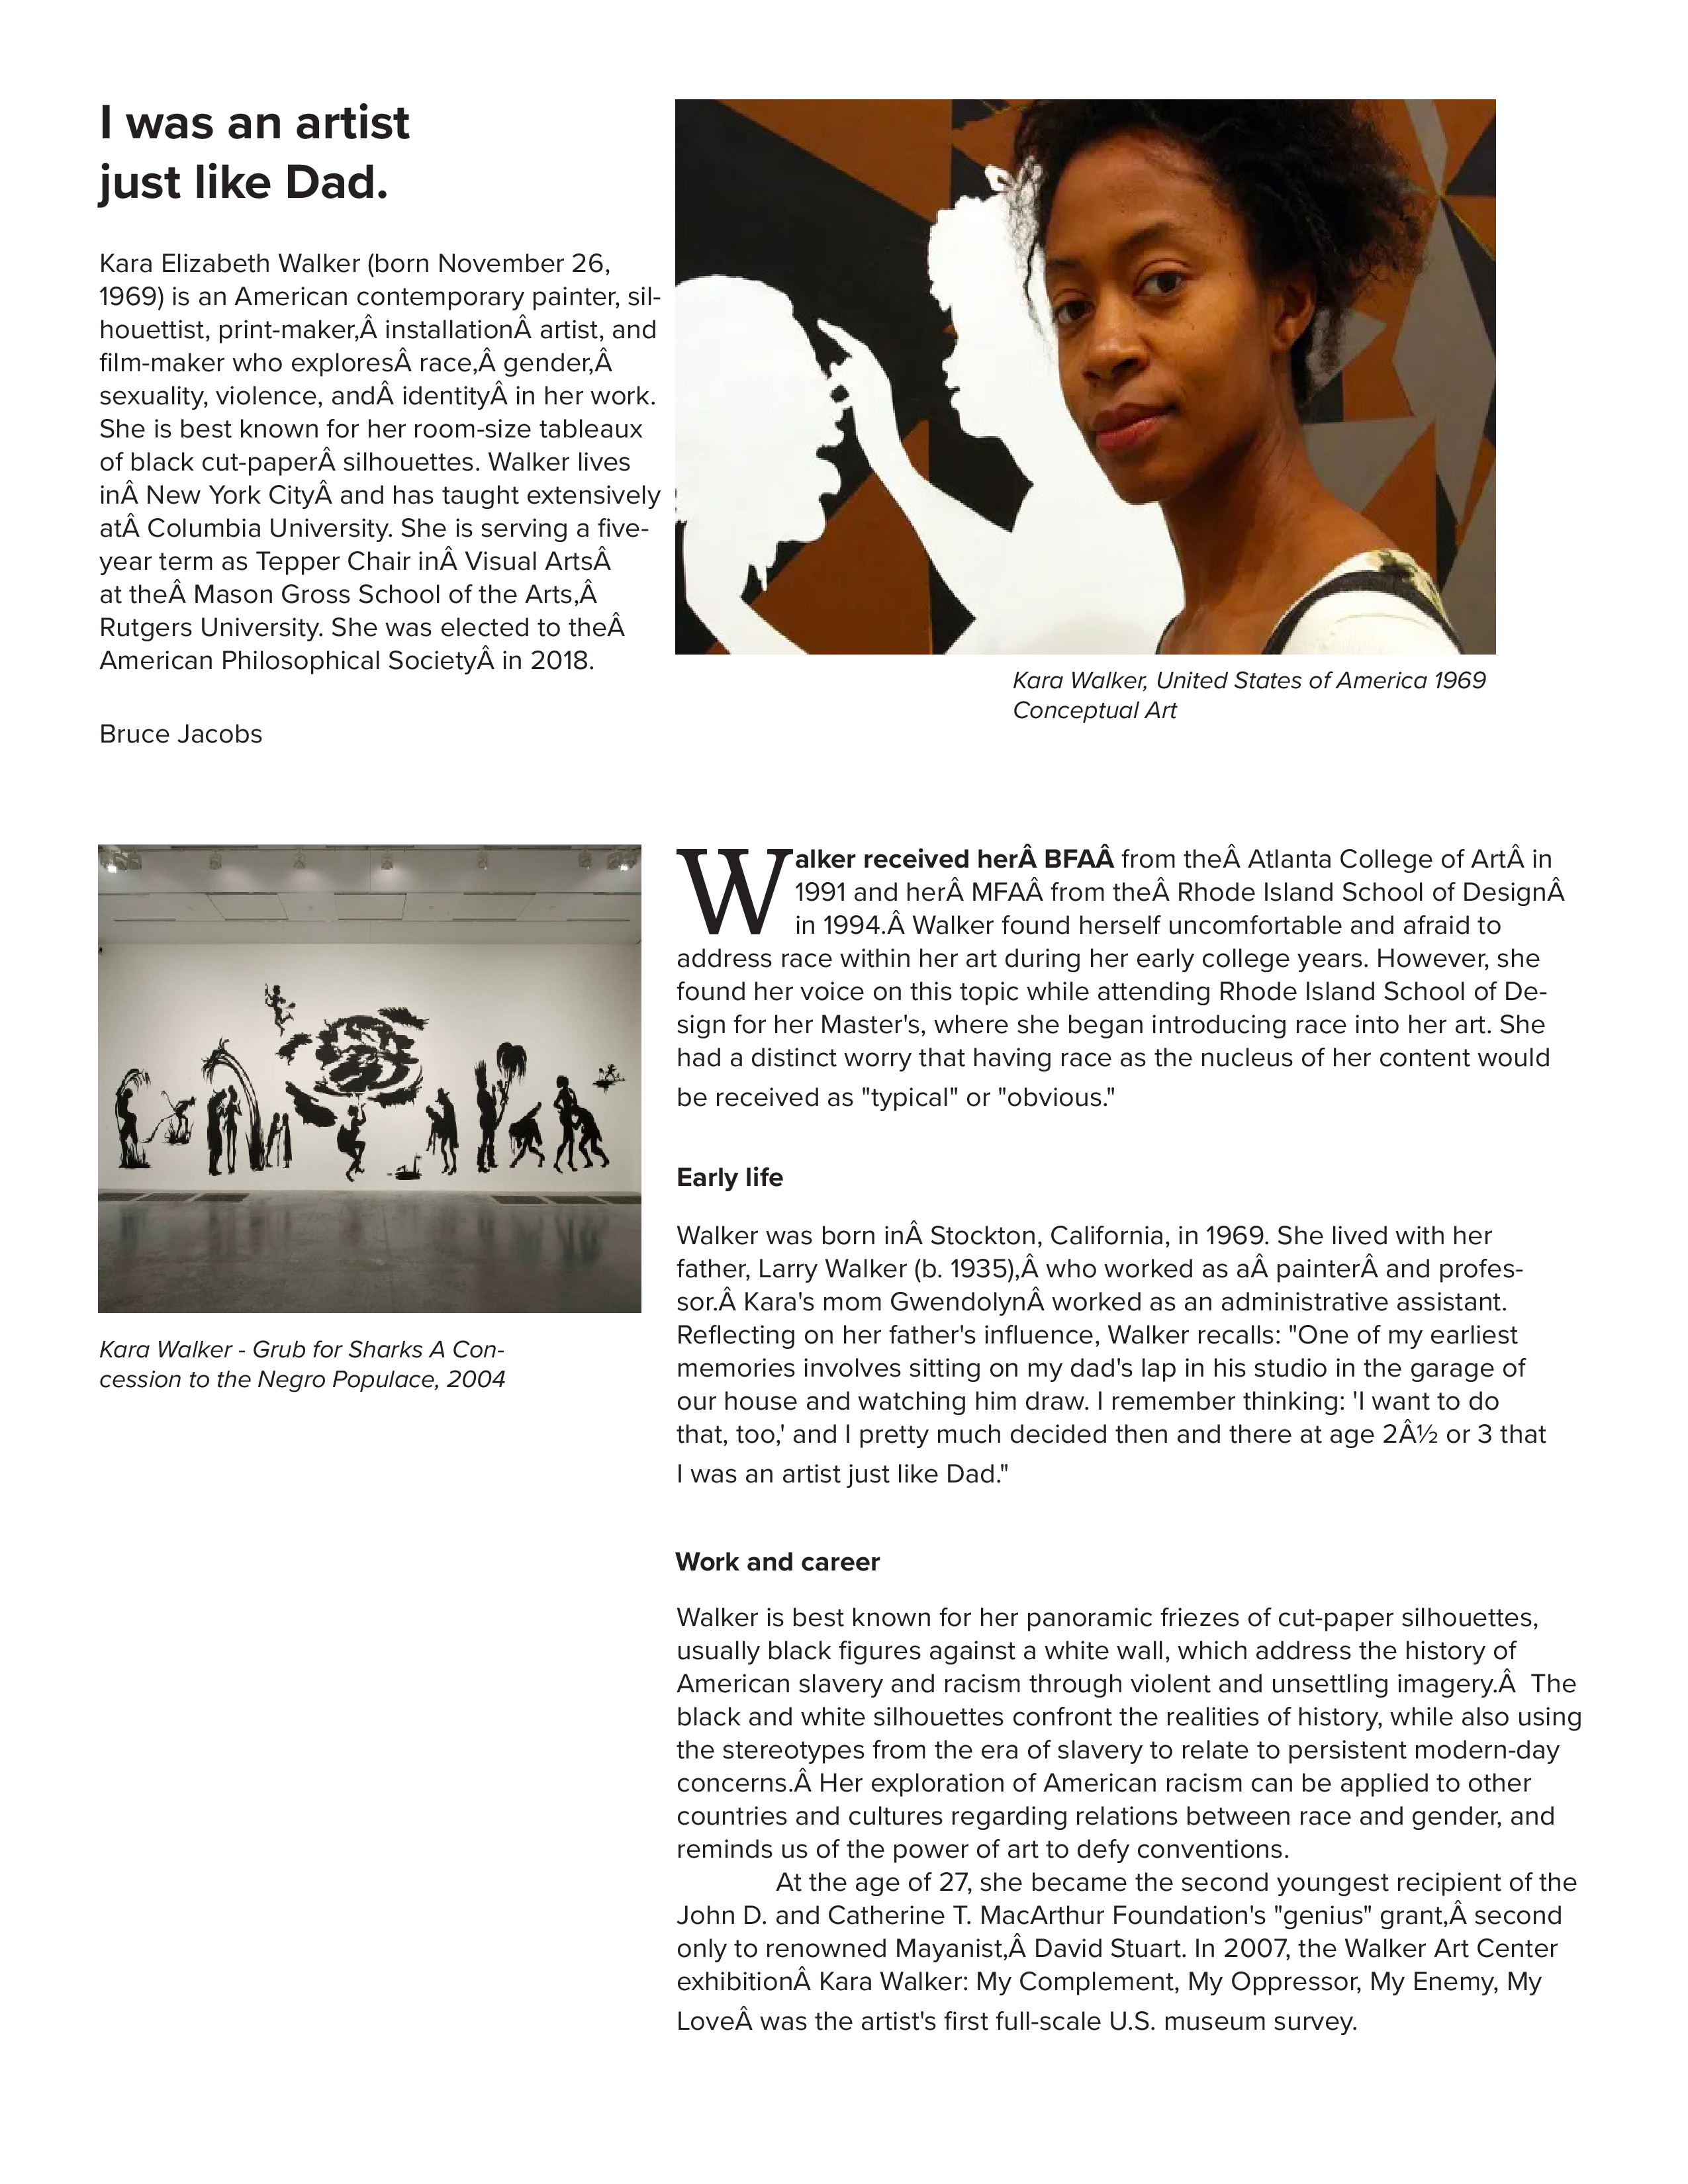 I was an artist
just like Dad.
Kara Elizabeth Walker (born November 26,
1969) is an American contemporary painter, sil-
houettist, print-maker,Â installationÂ artist, and
film-maker who exploresÂ race,Â gender,Â
sexuality, violence, andÂ identityÂ in her work.
She is best known for her room-size tableaux
of black cut-paperÂ silhouettes. Walker lives
inÂ New York CityÂ and has taught extensively
atÂ Columbia University. She is serving a five-
year term as Tepper Chair inÂ Visual ArtsÂ
at theÂ Mason Gross School of the Arts,Â
Rutgers University. She was elected to theÂ
American Philosophical SocietyÂ in 2018.
Bruce Jacobs
Kara Walker, United States of America 1969
Conceptual Art
Kara Walker - Grub for Sharks A Con-
cession to the Negro Populace, 2004
Walker received herÂ BFAÂ from theÂ Atlanta College of ArtÂ in
1991 and herÂ MFAÂ from theÂ Rhode Island School of DesignÂ
in 1994.Â Walker found herself uncomfortable and afraid to
address race within her art during her early college years. However, she
found her voice on this topic while attending Rhode Island School of De-
sign for her Master's, where she began introducing race into her art. She
had a distinct worry that having race as the nucleus of her content would
be received as "typical" or "obvious."
Early life
Walker was born inÂ Stockton, California, in 1969. She lived with her
father, Larry Walker (b. 1935),Â who worked as aÂ painterÂ and profes-
sor.Â Kara's mom GwendolynÂ worked as an administrative assistant.
Reflecting on her father's influence, Walker recalls: "One of my earliest
memories involves sitting on my dad's lap in his studio in the garage of
our house and watching him draw. I remember thinking: 'I want to do
that, too,' and I pretty much decided then and there at age 2Â½ or 3 that
I was an artist just like Dad."
Work and career
Walker is best known for her panoramic friezes of cut-paper silhouettes,
usually black figures against a white wall, which address the history of
American slavery and racism through violent and unsettling imagery.Â  The
black and white silhouettes confront the realities of history, while also using
the stereotypes from the era of slavery to relate to persistent modern-day
concerns.Â Her exploration of American racism can be applied to other
countries and cultures regarding relations between race and gender, and
reminds us of the power of art to defy conventions.
At the age of 27, she became the second youngest recipient of the
John D. and Catherine T. MacArthur Foundation's "genius" grant,Â second
only to renowned Mayanist,Â David Stuart. In 2007, the Walker Art Center
exhibitionÂ Kara Walker: My Complement, My Oppressor, My Enemy, My
LoveÂ was the artist's first full-scale U.S. museum survey.